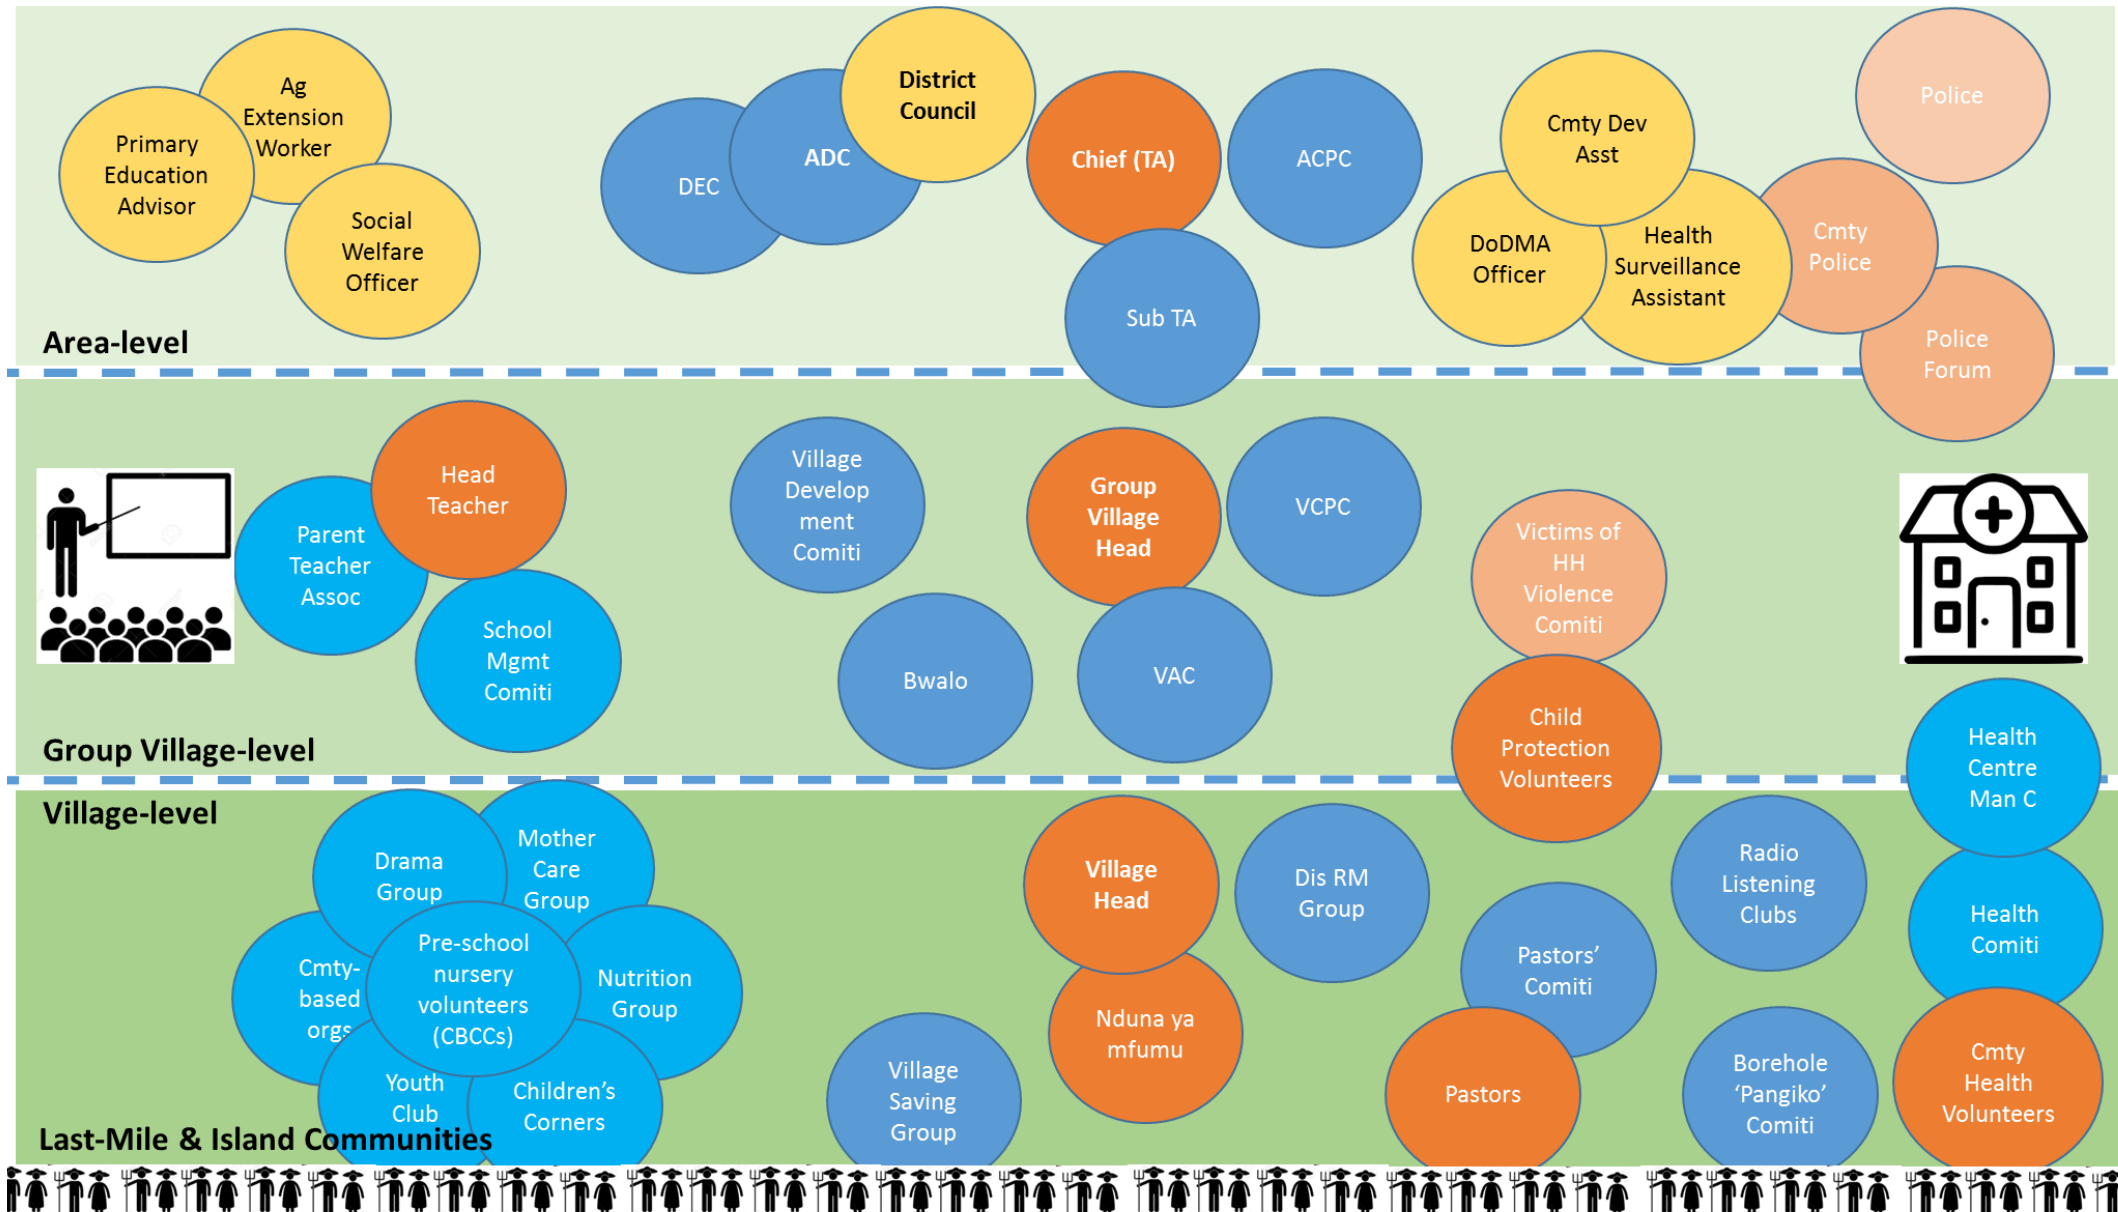 Ag
Extension
Worker
Primary
Education
Advisor
Social
Welfare
Officer
DEC
ADC
District
Council
Chief (TA)
ACPC
Sub TA
Cmty Dev
Asst
DoDMA
Officer
Health
Surveillance
Assistant
Cmty
Police
Police
Police
Forum
Area-level
Head
Teacher
Parent
Teacher
Assoc
School
Mgmt
Comiti
Village
Develop
ment
Comiti
Bwalo
Group
Village
Head
VAC
VCPC
Victims of
HH
Violence
Comiti
Child
Protection
Volunteers
Health
Centre
Man C
Group Village-level
Village-level
Drama
Group
Mother
Care
Group
Cmty-
based
orgs
Pre-school
nursery
volunteers
(CBCCs)
Nutrition
Group
Youth
Club
Children’s
Corners
Village
Saving
Group
Village
Head
Nduna ya
mfumu
Dis RM
Group
Pastors’
Comiti
Pastors
Radio
Listening
Clubs
Borehole
‘Pangiko’
Comiti
Health
Comiti
Cmty
Health
Volunteers
Last-Mile & Island Communities